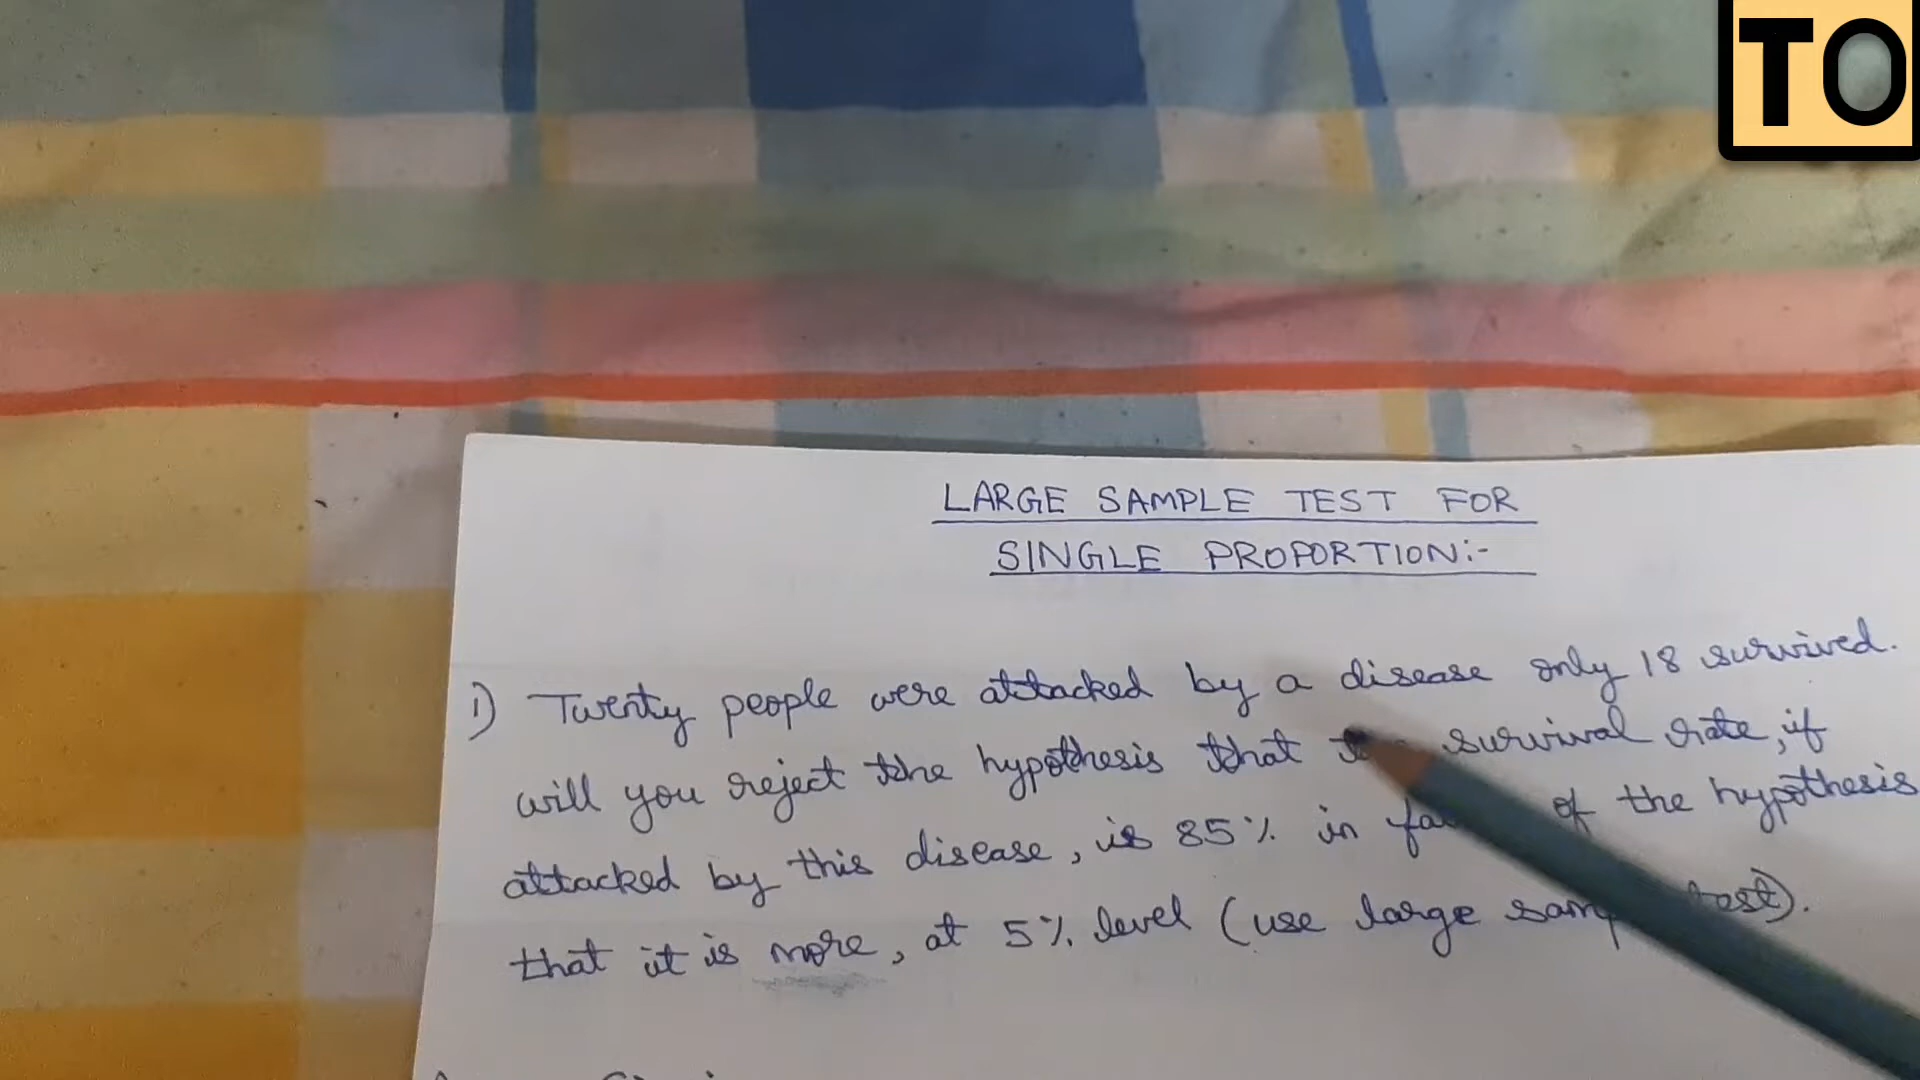 TO
LARGE SAMPLE TEST FOR
SINGLE PROPORTION:-
1) Twenty people were attacked by a disease only 18 survived.
will you reject the hypothesis that survival rate, if
attacked by this disease, is 85% in of the hypothesis
that it is more, at 5% level (use large test).